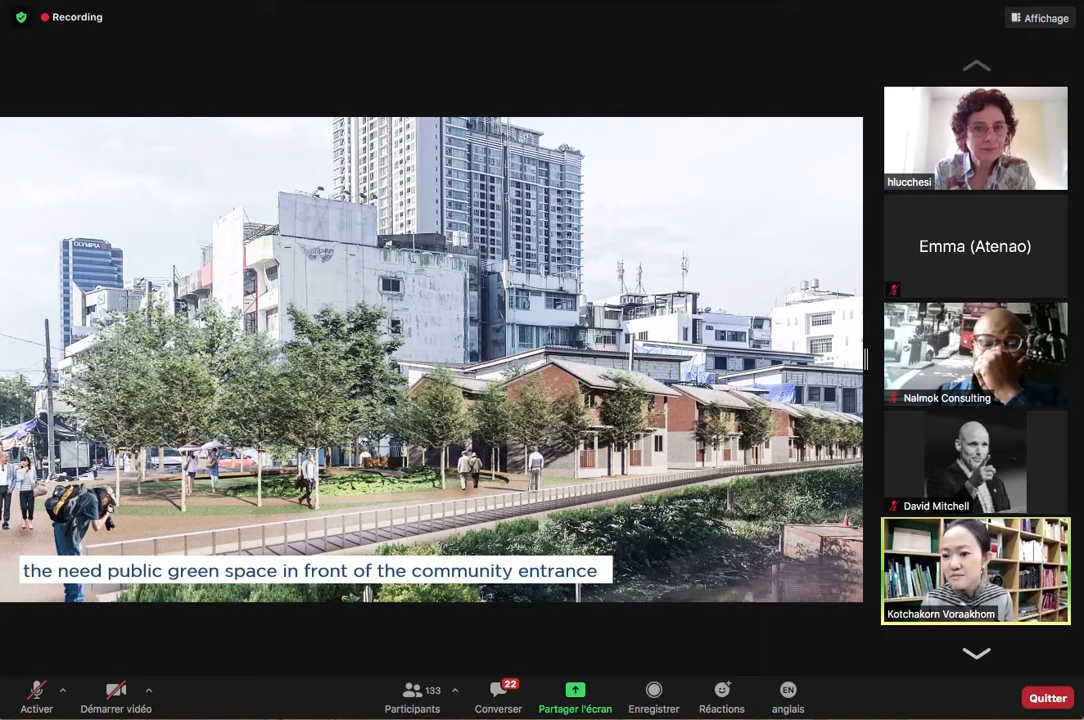 Recording
Affichage
OLYMPIA
hlucchesi
Emma (Atenao)
Nalmok Consulting
David Mitchell
Kotchakorn Voraakhom
the need public green space in front of the community entrance
Activer
Démarrer vidéo
133
Participants
22
Converser
Partager l'écran
Enregistrer
Réactions
EN
anglais
Quitter